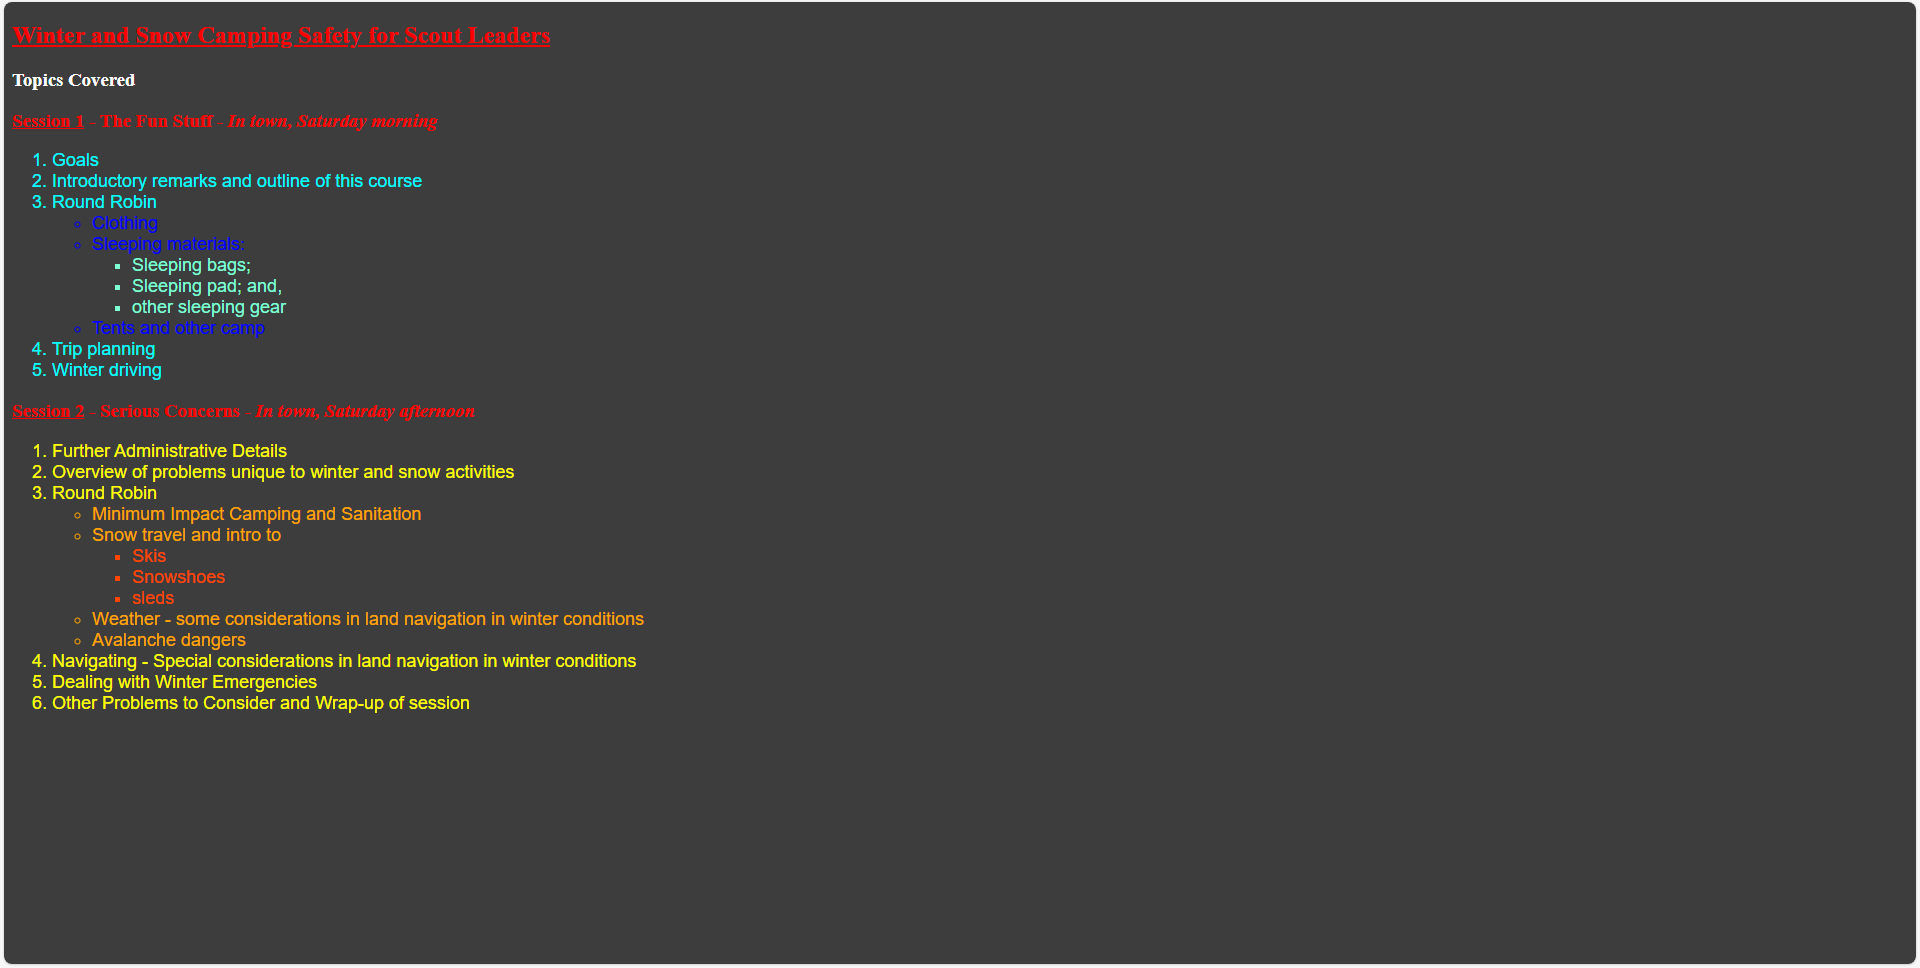 Winter and Snow Camping Safety for Scout Leaders
Topics Covered
Session 1 - The Fun Stuff - In town, Saturday morning
1. Goals
2. Introductory remarks and outline of this course
3. Round Robin
◦ Clothing
◦ Sleeping materials:
▪ Sleeping bags;
▪ Sleeping pad; and,
▪ other sleeping gear
◦ Tents and other camp
4. Trip planning
5. Winter driving
Session 2 - Serious Concerns - In town, Saturday afternoon
1. Further Administrative Details
2. Overview of problems unique to winter and snow activities
3. Round Robin
◦ Minimum Impact Camping and Sanitation
◦ Snow travel and intro to
▪ Skis
▪ Snowshoes
▪ sleds
◦ Weather - some considerations in land navigation in winter conditions
◦ Avalanche dangers
4. Navigating - Special considerations in land navigation in winter conditions
5. Dealing with Winter Emergencies
6. Other Problems to Consider and Wrap-up of session